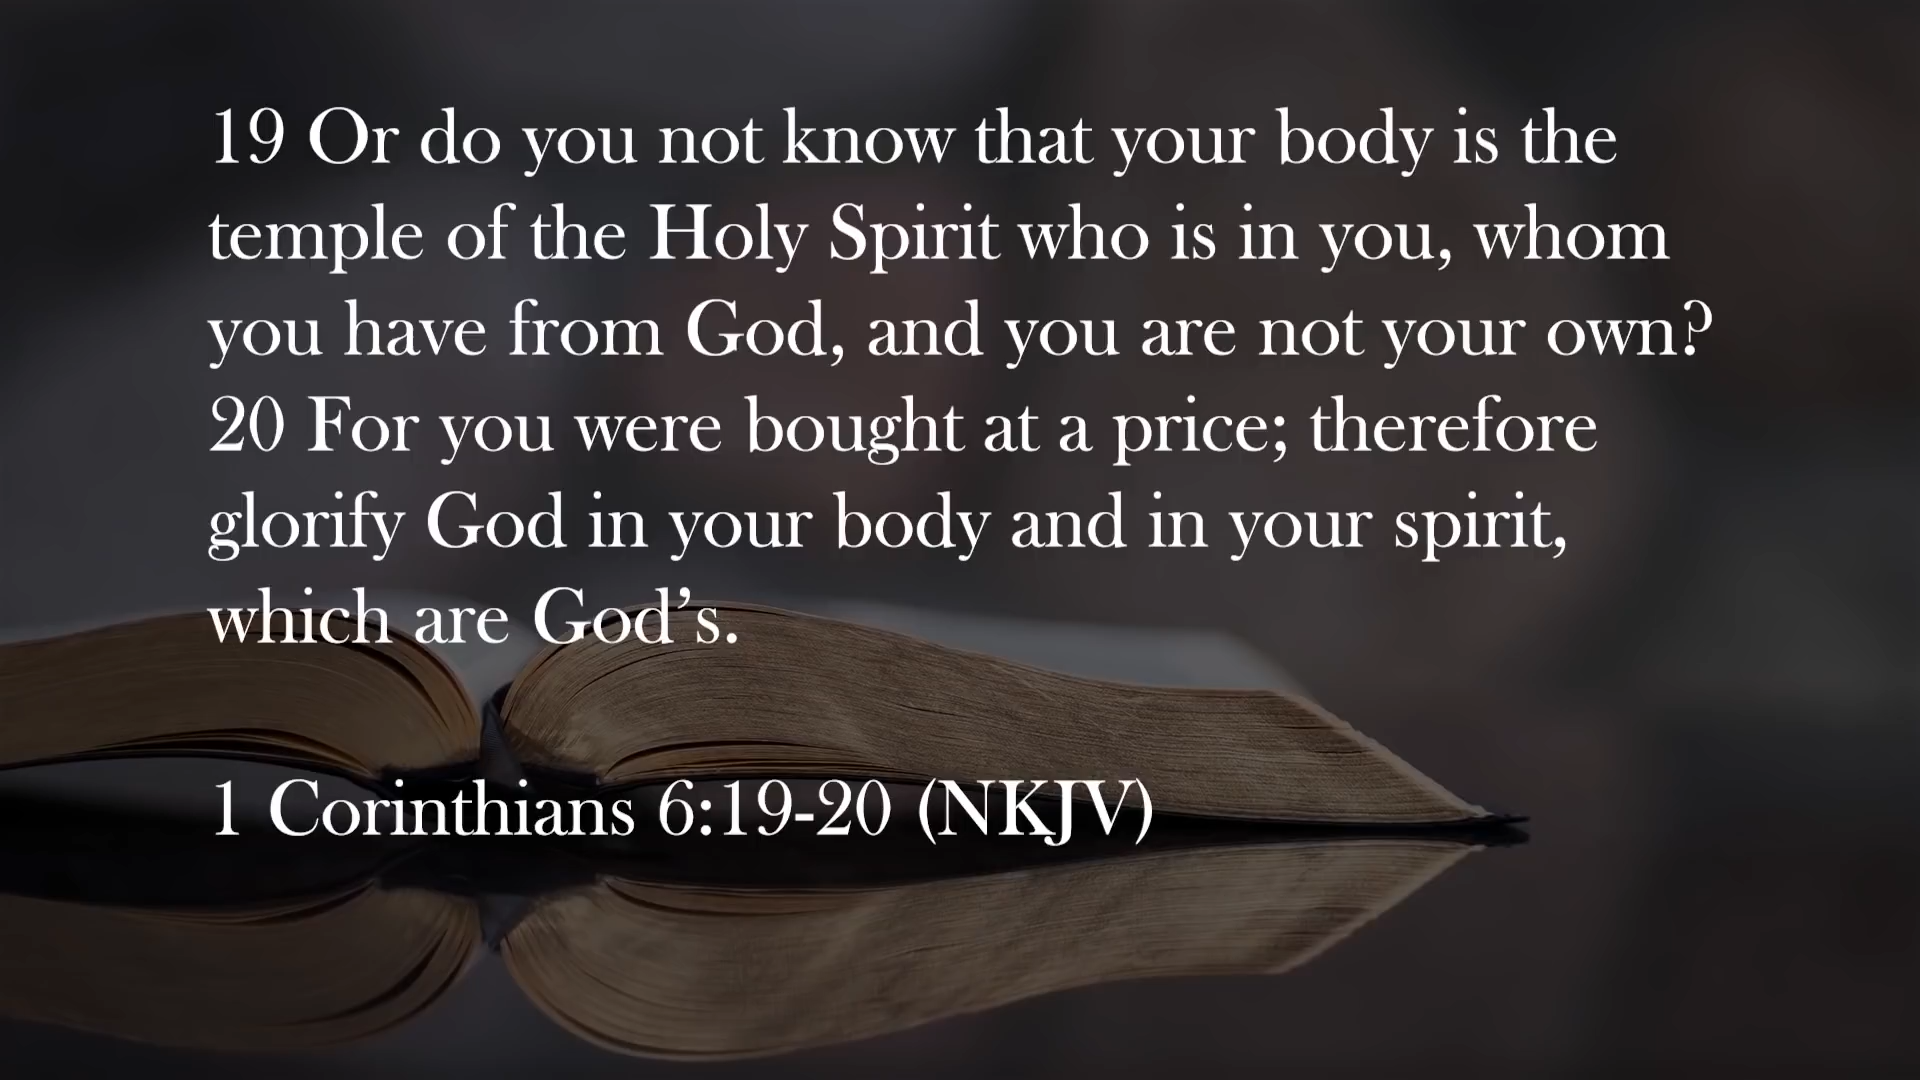 19 Or do you not know that your body is the
temple of the Holy Spirit who is in you, whom
you have from God, and you are not your own?
20 For you were bought at a price; therefore
glorify God in your body and in your spirit,
which are God’s.
1 Corinthians 6:19-20 (NKJV)